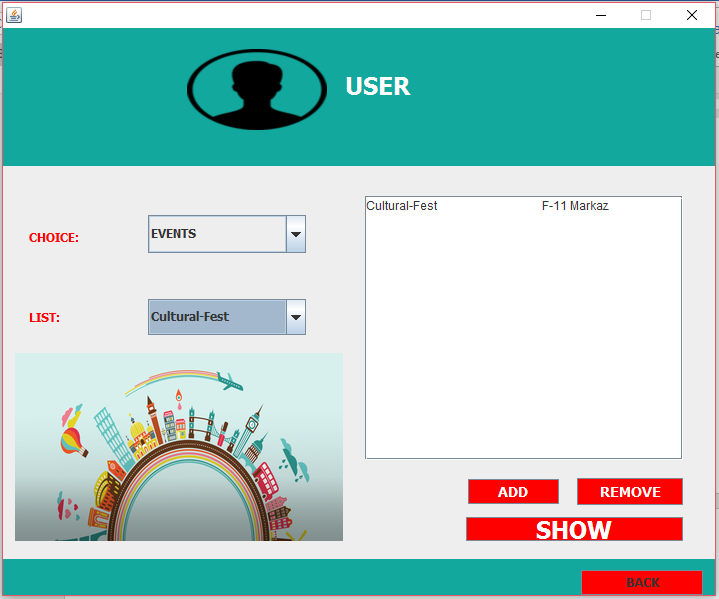 USER
CHOICE:
EVENTS
LIST:
Cultural-Fest
Cultural-Fest F-11 Markaz
ADD
REMOVE
SHOW
BACK